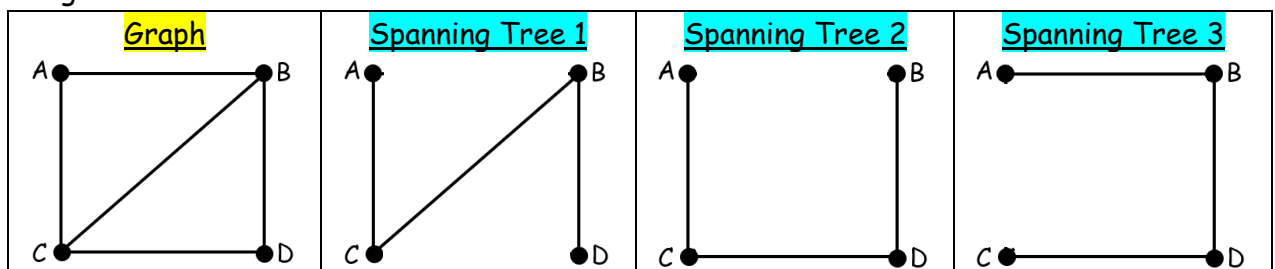 Graph
A B
C D
Spanning Tree 1
A B
C D
Spanning Tree 2
A B
C D
Spanning Tree 3
A B
C D